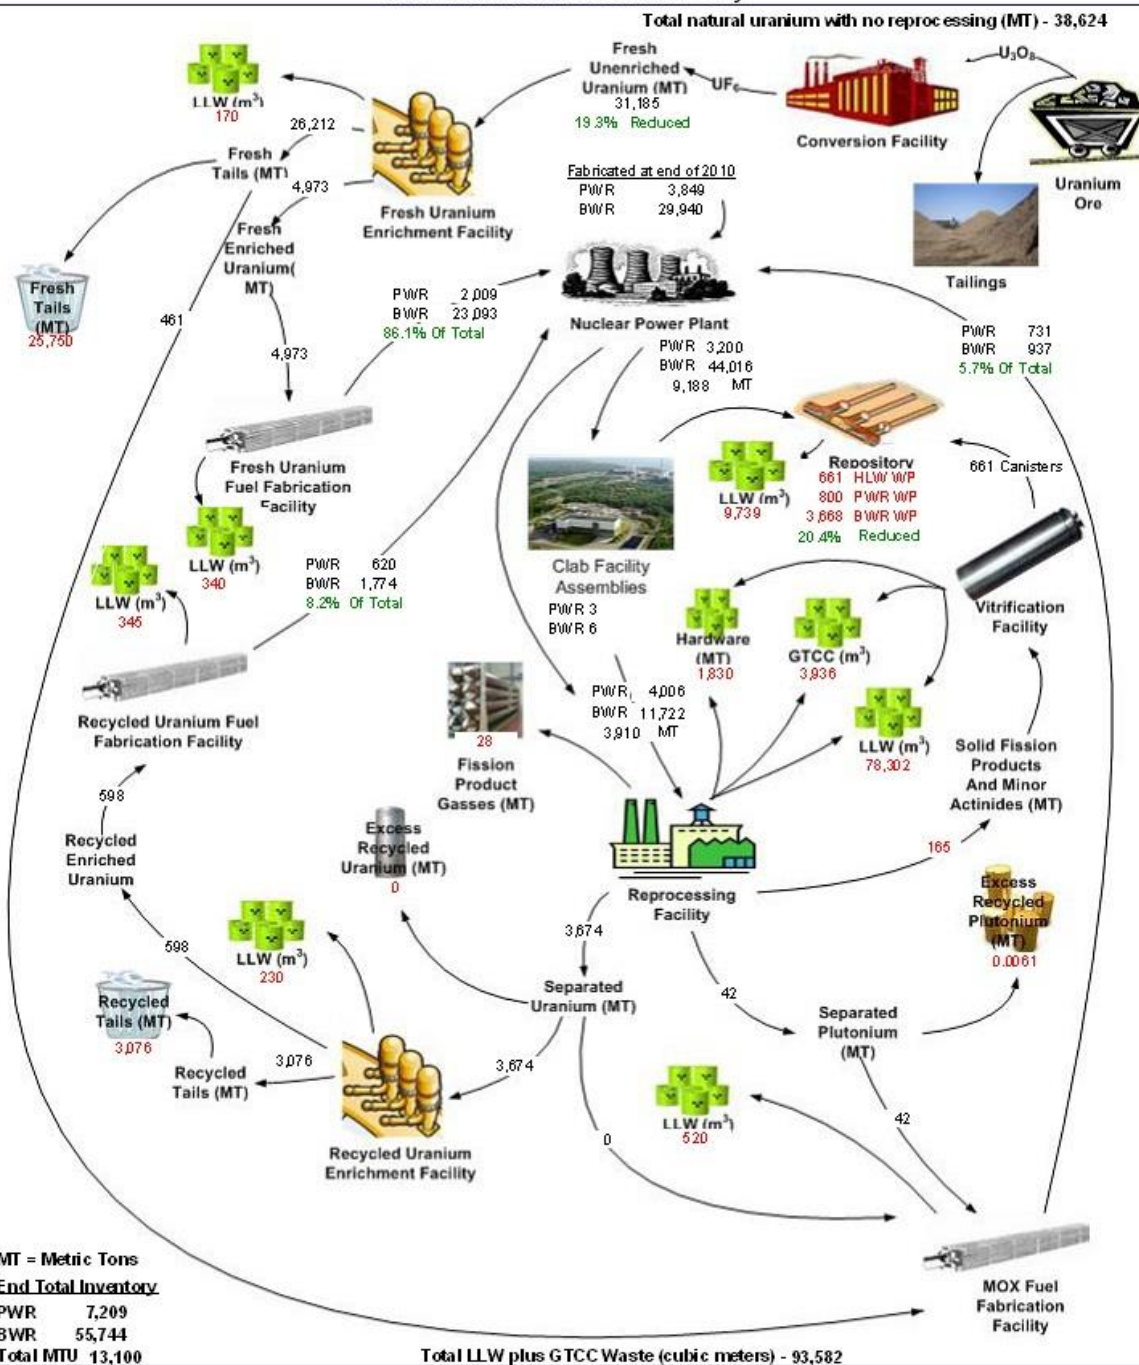 Total natural uranium with no reprocessing (MT) - 38,624
LLW (m³)
170
Fresh
Unenriched
Uranium (MT)
31,185
19.3% Reduced
UF₆
Conversion Facility
U₃O₈
Uranium
Ore
Tailings
26,212
Fresh
Tails (MT)
4,973
Fresh Uranium
Enrichment Facility
Fabricated at end of 2010
PWR 3,849
BWR 29,940
Fresh
Enriched
Uranium(
MT)
Fresh
Tails
(MT)
25,750
461
PWR 2,009
BWR 23,093
86.1% Of Total
Nuclear Power Plant
PWR 3,200
BWR 44,016
9,188 MT
PWR 731
BWR 937
5.7% Of Total
4,973
Fresh Uranium
Fuel Fabrication
Facility
LLW (m³)
340
LLW (m³)
345
PWR 620
BWR 1,774
8.2% Of Total
Clab Facility
Assemblies
PWR 3
BWR 6
LLW (m³)
9,739
Repository
661 HLW WP
800 PWR WP
3,668 BWR WP
20.4% Reduced
661 Canisters
Vitrification
Facility
Hardware
(MT)
1,830
GTCC (m³)
3,936
LLW (m³)
78,302
Recycled Uranium Fuel
Fabrication Facility
PWR 4,006
BWR 11,722
3,910 MT
28
Fission
Product
Gasses (MT)
Solid Fission
Products
And Minor
Actinides (MT)
598
Recycled
Enriched
Uranium
Excess
Recycled
Uranium (MT)
0
Reprocessing
Facility
165
Excess
Recycled
Plutonium
(MT)
0.0061
598
LLW (m³)
230
3,674
Separated
Uranium (MT)
42
Separated
Plutonium
(MT)
Recycled
Tails (MT)
3,076
Recycled
Tails (MT)
3,076
3,674
Recycled Uranium
Enrichment Facility
0
LLW (m³)
520
42
MOX Fuel
Fabrication
Facility
MT = Metric Tons
End Total Inventory
PWR 7,209
BWR 55,744
Total MTU 13,100
Total LLW plus GTCC Waste (cubic meters) - 93,582